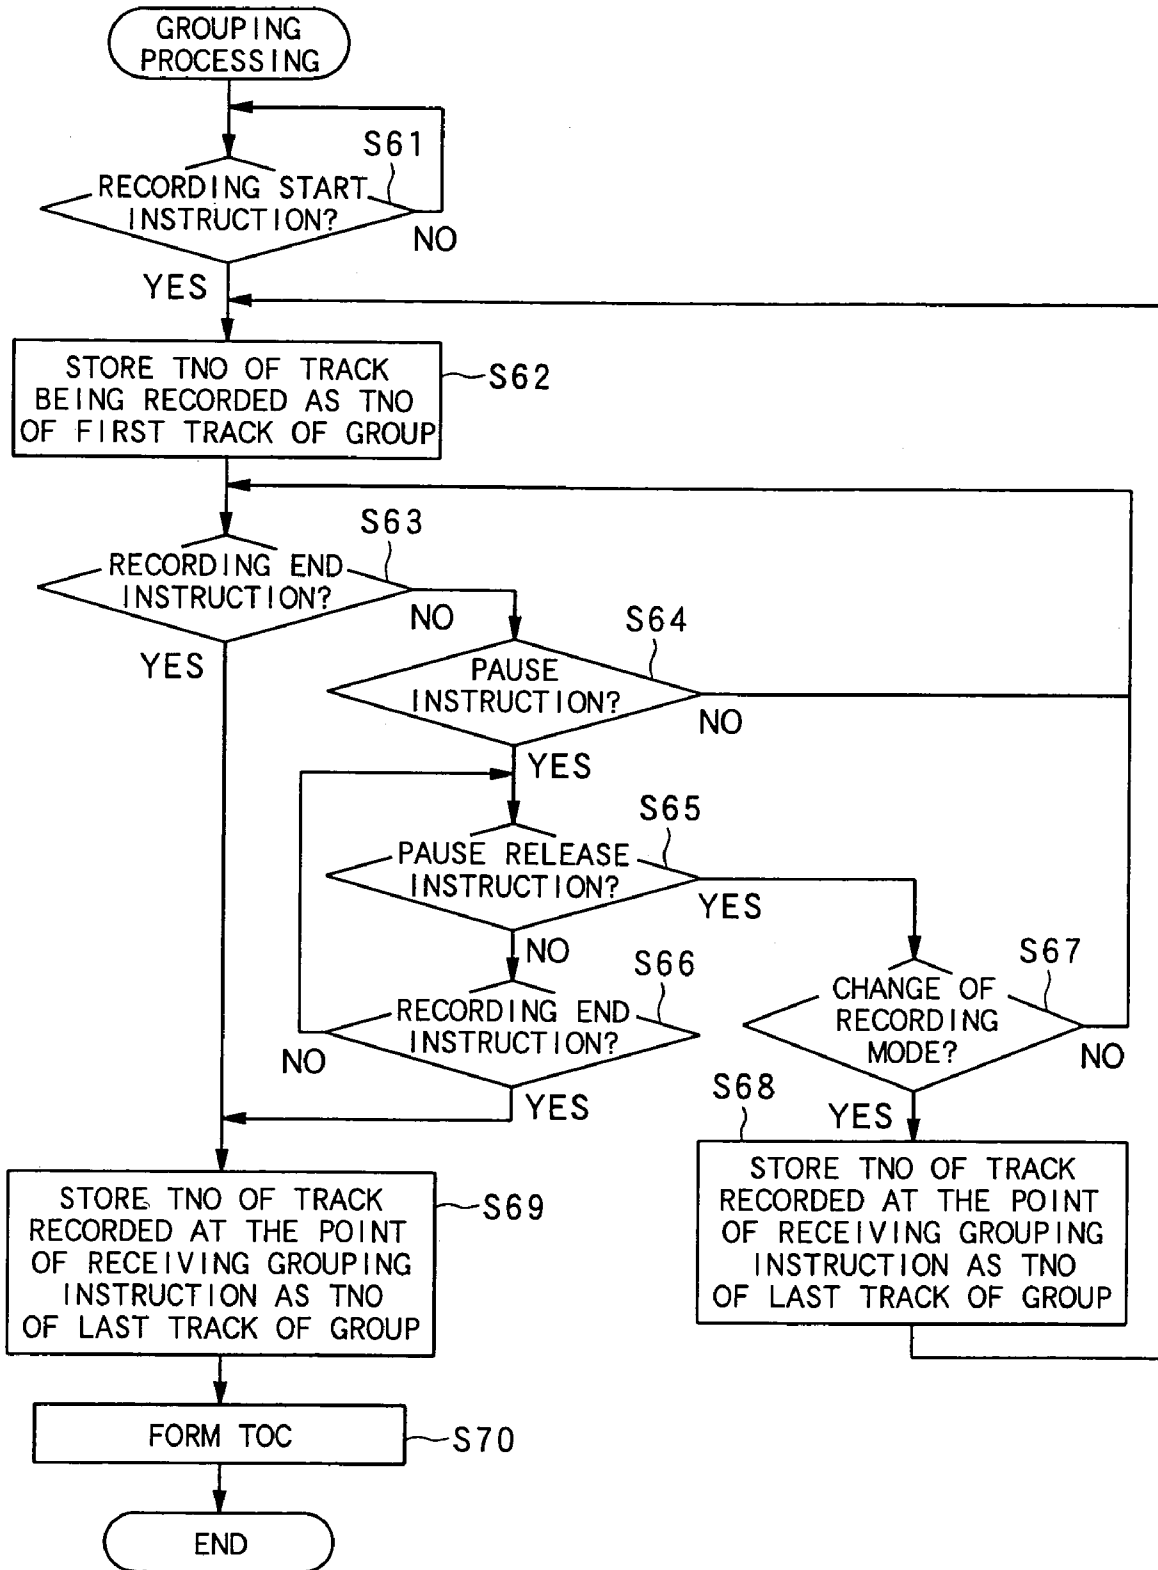 GROUPING
PROCESSING
S61
RECORDING START
INSTRUCTION?
NO
YES
STORE TNO OF TRACK
BEING RECORDED AS TNO
OF FIRST TRACK OF GROUP
S62
S63
RECORDING END
INSTRUCTION?
NO
YES
S64
PAUSE
INSTRUCTION?
NO
YES
S65
PAUSE RELEASE
INSTRUCTION?
YES
NO
S66
RECORDING END
INSTRUCTION?
NO
YES
S67
CHANGE OF
RECORDING
MODE?
NO
YES
S68
STORE TNO OF TRACK
RECORDED AT THE POINT
OF RECEIVING GROUPING
INSTRUCTION AS TNO
OF LAST TRACK OF GROUP
STORE TNO OF TRACK
RECORDED AT THE POINT
OF RECEIVING GROUPING
INSTRUCTION AS TNO
OF LAST TRACK OF GROUP
S69
FORM TOC
S70
END